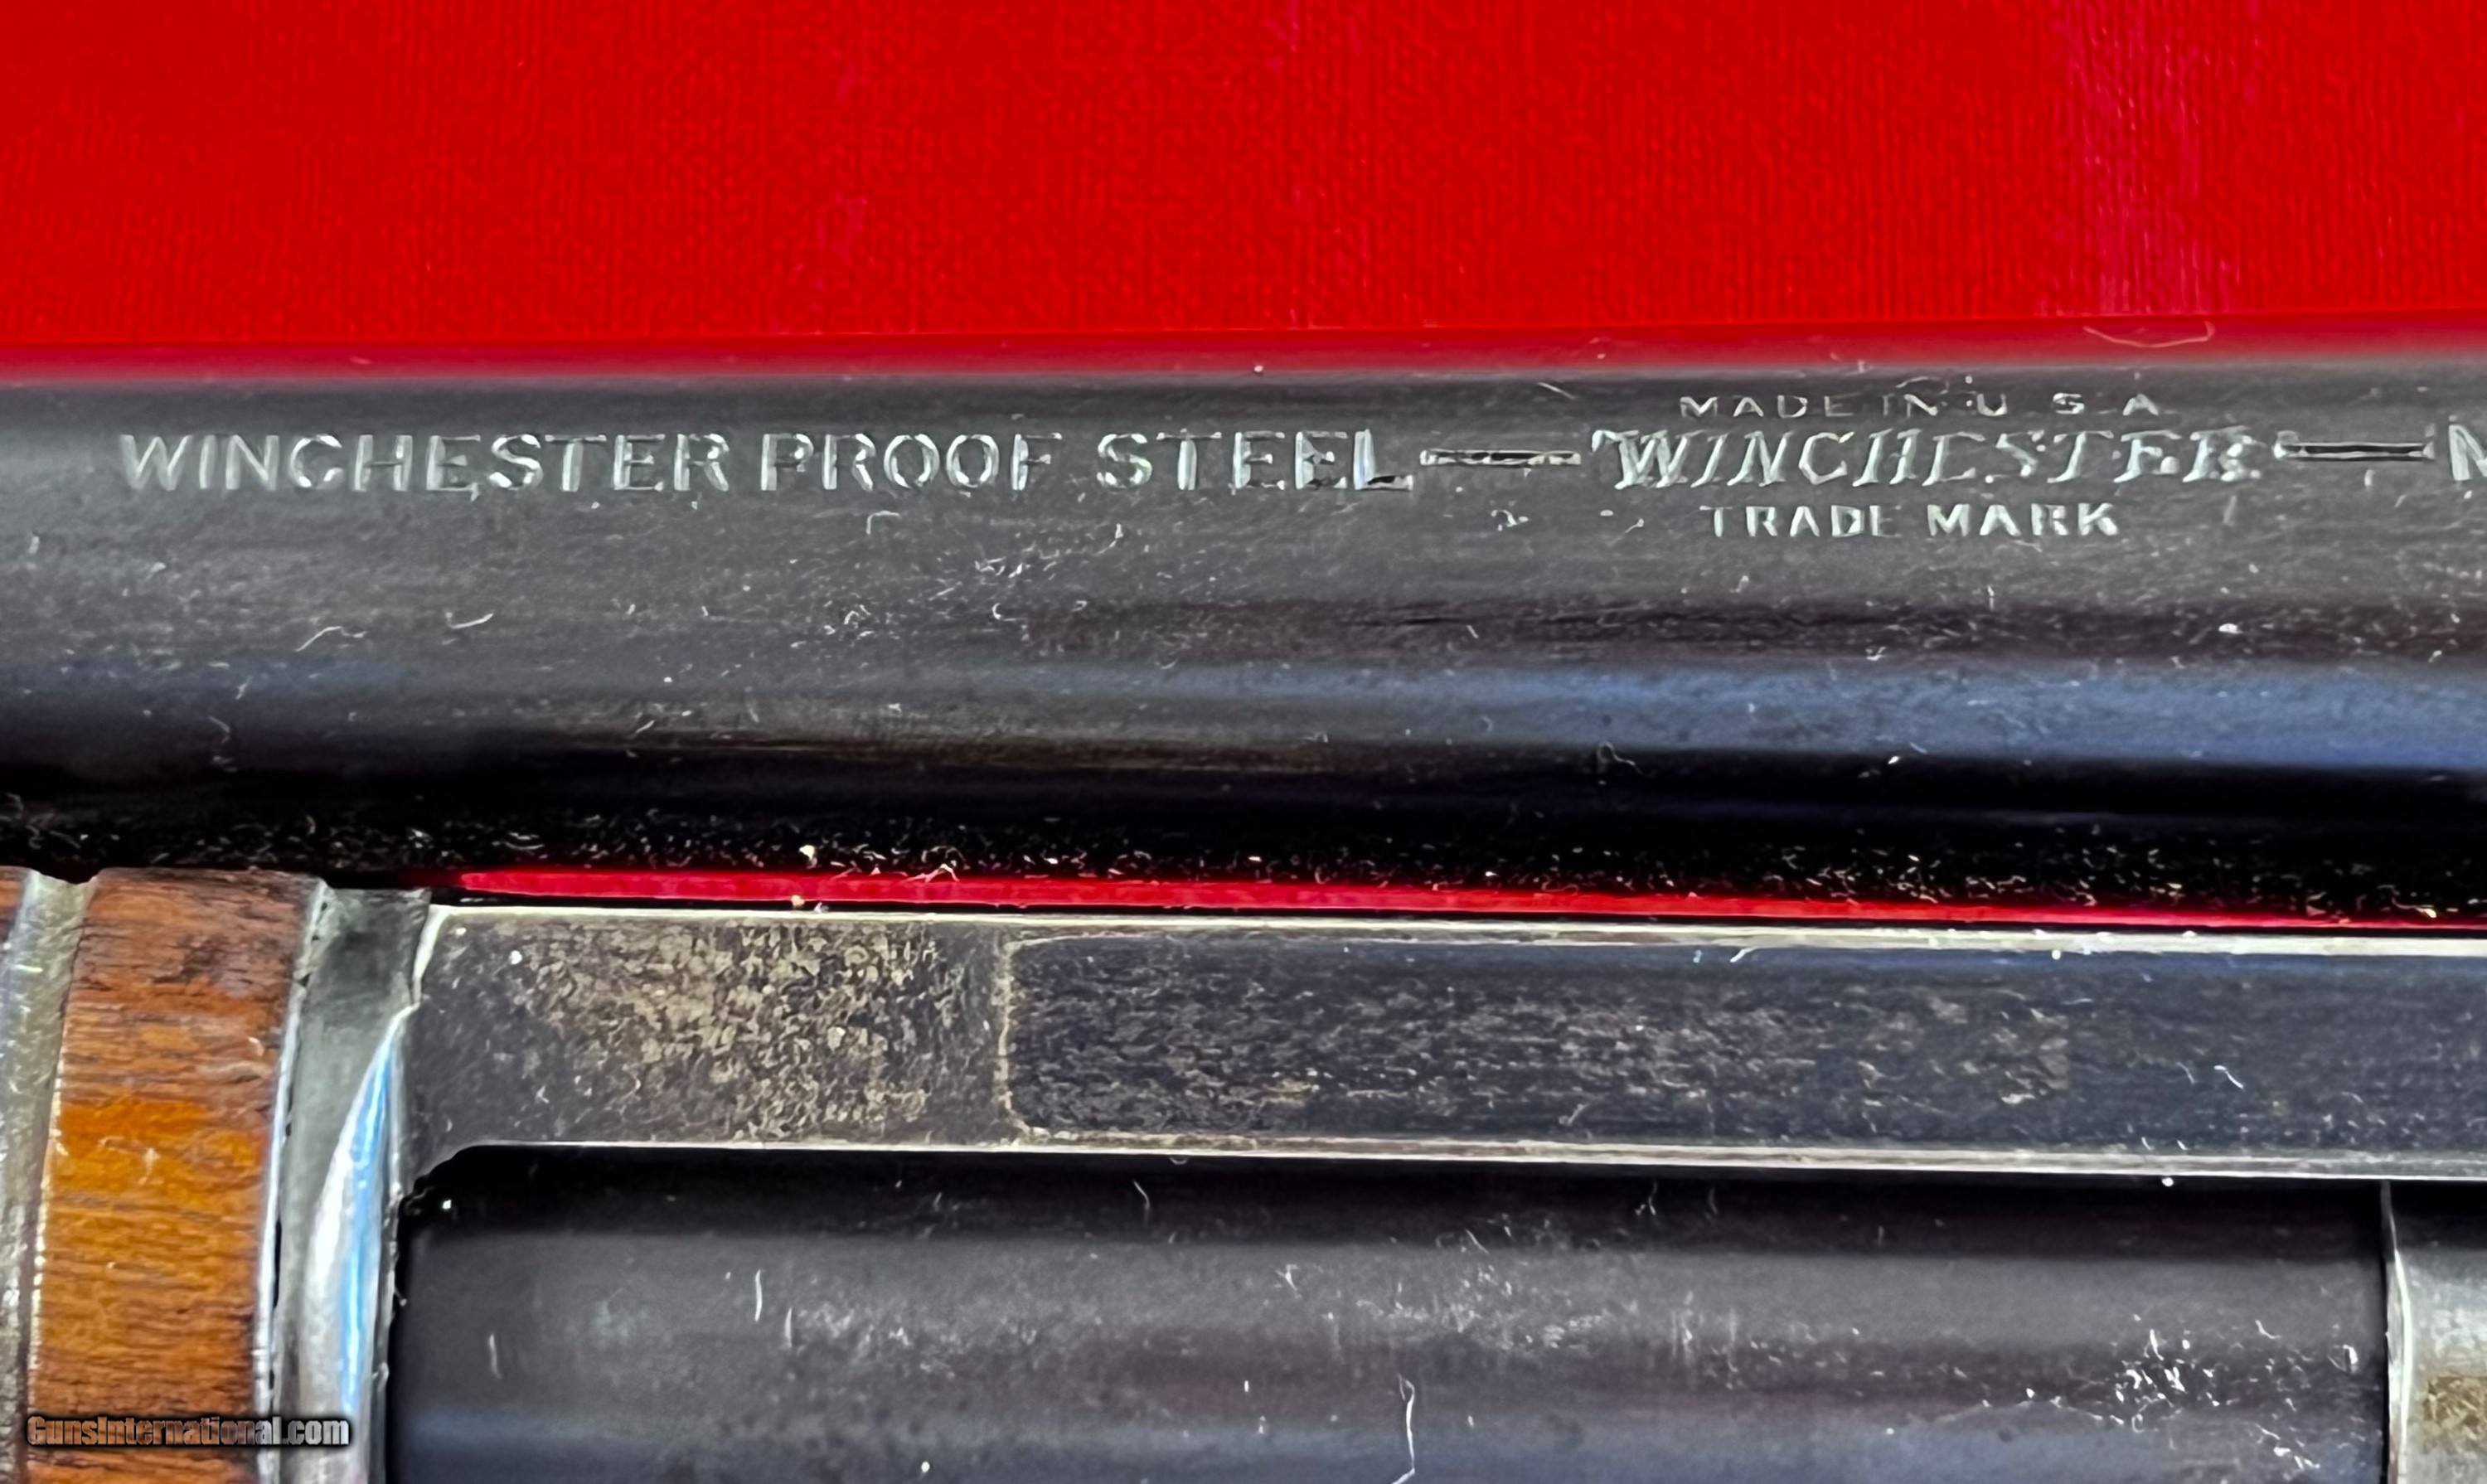 MADE IN U.S.A.
WINCHESTER PROOF STEEL — WINCHESTER —
TRADE MARK
GunsInternational.com